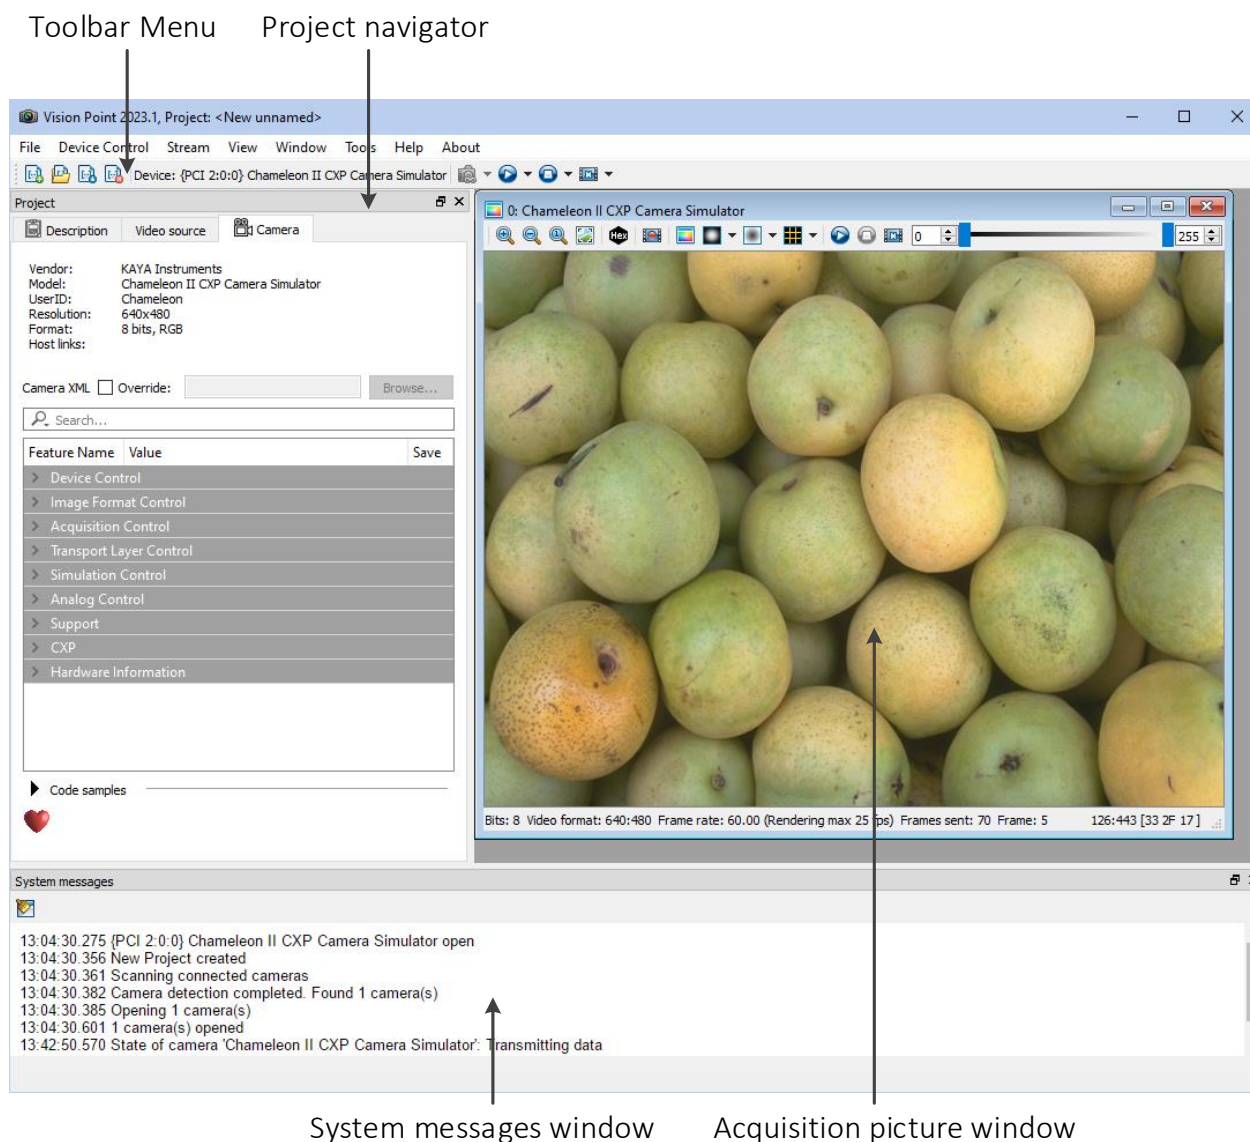 Toolbar Menu Project navigator
Vision Point 2023.1, Project: <New unnamed>
File Device Control Stream View Window Tools Help About
Device: {PCI 2:0:0} Chameleon II CXP Camera Simulator
Project
Description Video source Camera
Vendor: KAYA Instruments
Model: Chameleon II CXP Camera Simulator
UserID: Chameleon
Resolution: 640x480
Format: 8 bits, RGB
Host links:
Camera XML Override: Browse...
Search...
Feature Name Value Save
Device Control
Image Format Control
Acquisition Control
Transport Layer Control
Simulation Control
Analog Control
Support
CXP
Hardware Information
Code samples
0: Chameleon II CXP Camera Simulator
Hex 0 255
Bits: 8 Video format: 640:480 Frame rate: 60.00 (Rendering max 25 fps) Frames sent: 70 Frame: 5 126:443 [33 2F 17]
System messages
13:04:30.275 {PCI 2:0:0} Chameleon II CXP Camera Simulator open
13:04:30.356 New Project created
13:04:30.361 Scanning connected cameras
13:04:30.382 Camera detection completed. Found 1 camera(s)
13:04:30.385 Opening 1 camera(s)
13:04:30.601 1 camera(s) opened
13:42:50.570 State of camera 'Chameleon II CXP Camera Simulator': Transmitting data
System messages window Acquisition picture window